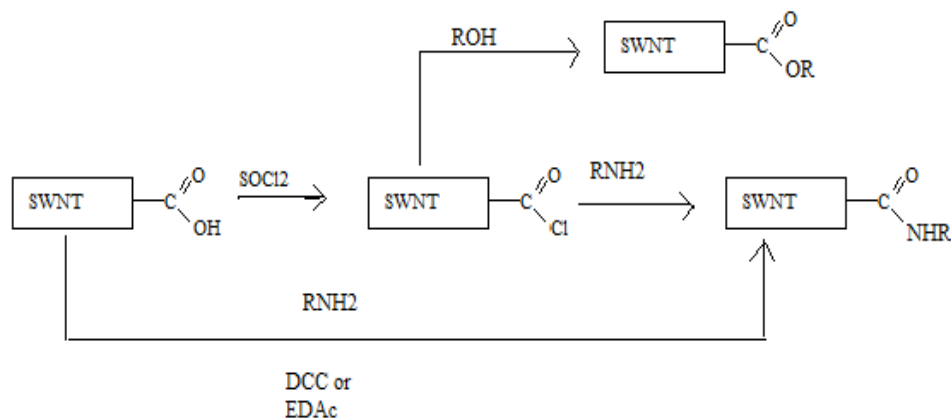 ROH
SWNT
C
O
OR
SWNT
C
O
OH
SOCl2
SWNT
C
O
Cl
RNH2
SWNT
C
O
NHR
RNH2
DCC or
EDAc